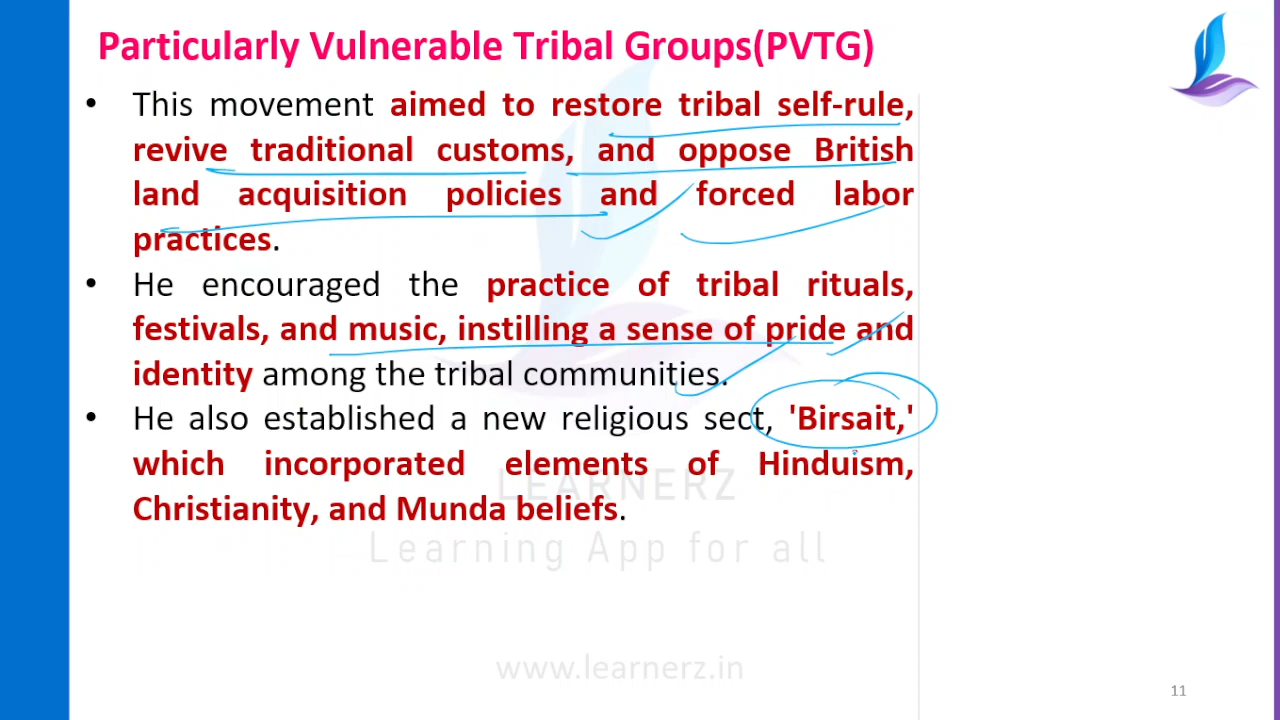 Particularly Vulnerable Tribal Groups(PVTG)
• This movement aimed to restore tribal self-rule,
revive traditional customs, and oppose British
land acquisition policies and forced labor
practices.
• He encouraged the practice of tribal rituals,
festivals, and music, instilling a sense of pride and
identity among the tribal communities.
• He also established a new religious sect, 'Birsait,'
which incorporated elements of Hinduism,
LEARNERZ
Christianity, and Munda beliefs.
Learning App for all
www.learnerz.in
11